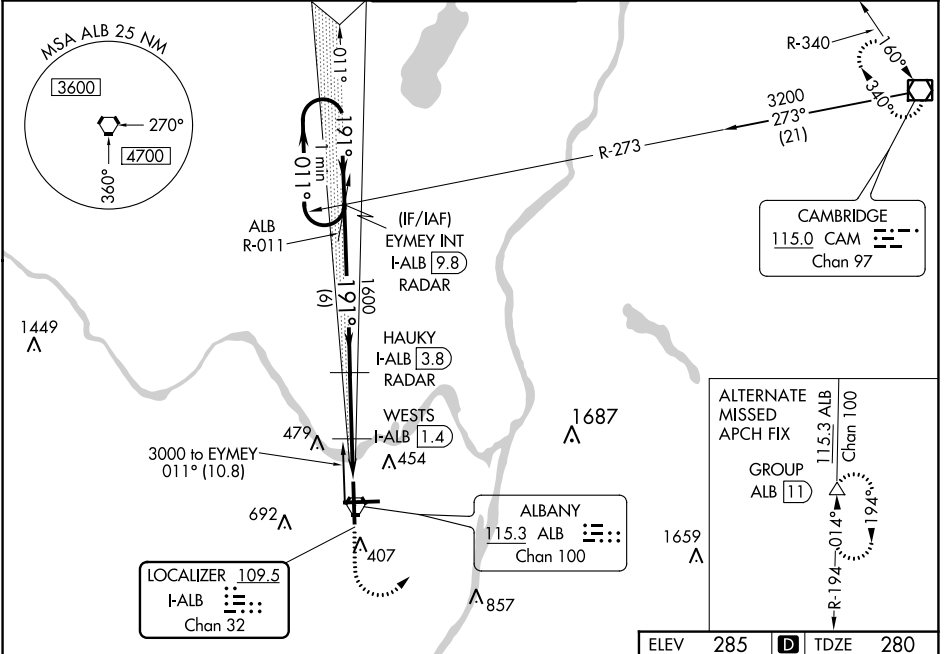 MSA ALB 25 NM
3600
270°
4700
360°
011°
191°
1 min
011°
ALB
R-011
(IF/IAF)
EYMEY INT
I-ALB 9.8
RADAR
R-340
160°
340°
3200
273°
(21)
R-273
CAMBRIDGE
115.0 CAM
Chan 97
1600
191°
(6)
1449
HAUKY
I-ALB 3.8
RADAR
WESTS
I-ALB 1.4
479
454
1687
3000 to EYMEY
011° (10.8)
692
407
ALBANY
115.3 ALB
Chan 100
1659
857
LOCALIZER 109.5
I-ALB
Chan 32
ALTERNATE
MISSED
APCH FIX
115.3 ALB
Chan 100
GROUP
ALB 11
014°
194°
R-194
ELEV 285 D TDZE 280